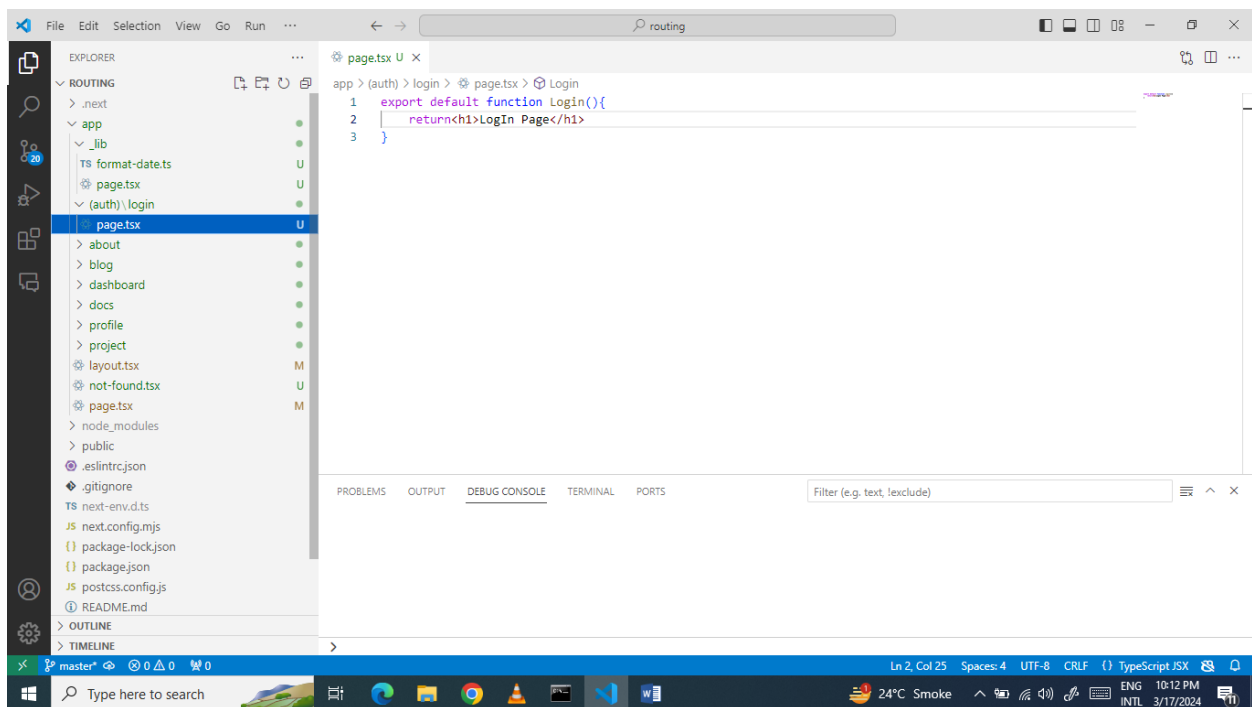 File Edit Selection View Go Run ···
routing
EXPLORER
ROUTING
.next
app
_lib
TS format-date.ts U
page.tsx U
(auth)\login
page.tsx U
about
blog
dashboard
docs
profile
project
layout.tsx M
not-found.tsx U
page.tsx M
node_modules
public
.eslintrc.json
.gitignore
TS next-env.d.ts
JS next.config.mjs
{} package-lock.json
{} package.json
JS postcss.config.js
README.md
OUTLINE
TIMELINE
page.tsx U
app > (auth) > login > page.tsx > Login
1 export default function Login(){
2 return<h1>LogIn Page</h1>
3 }
PROBLEMS OUTPUT DEBUG CONSOLE TERMINAL PORTS
Filter (e.g. text, !exclude)
20
master* 0 0 0
Ln 2, Col 25 Spaces: 4 UTF-8 CRLF {} TypeScript JSX
Type here to search
24°C Smoke
ENG
INTL
10:12 PM
3/17/2024
11